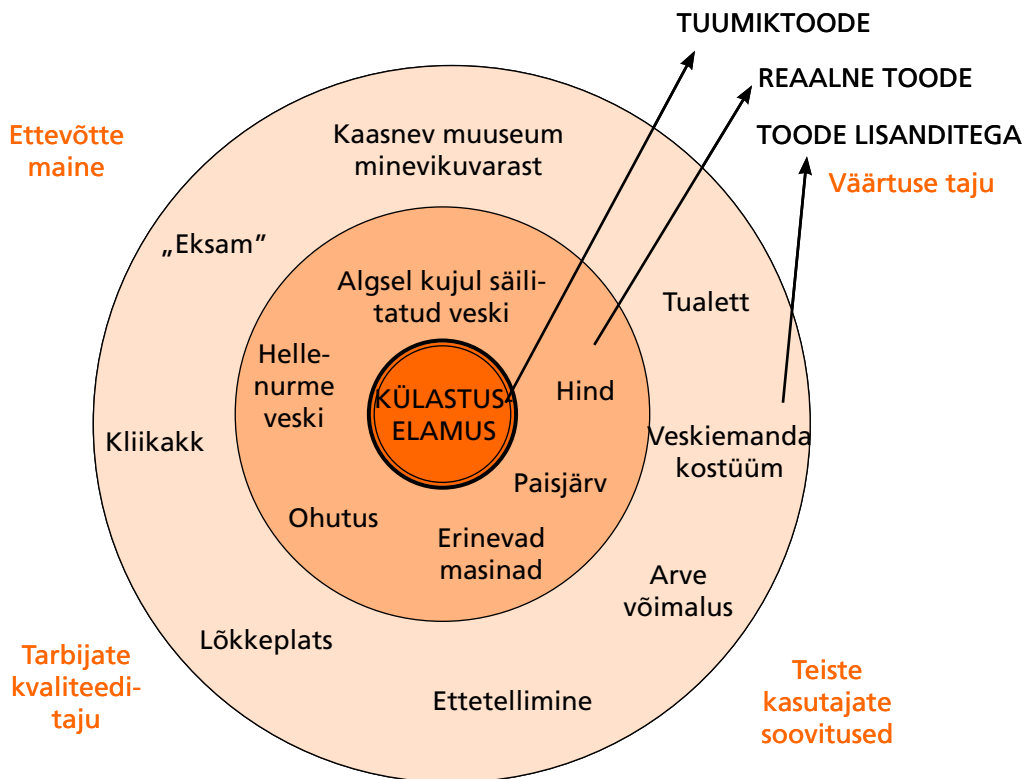 TUUMIKTOODE
REAALNE TOODE
TOODE LISANDITEGA
Väärtuse taju
Ettevõtte
maine
Kaasnev muuseum
minevikuvarast
„Eksam”
Algsel kujul säili-
tatud veski
Tualett
Helle-
nurme
veski
KÜLASTUS-
ELAMUS
Hind
Kliikakk
Veskiemanda
kostüüm
Paisjärv
Ohutus
Erinevad
masinad
Arve
võimalus
Lõkkeplats
Ettetellimine
Tarbijate
kvaliteedi-
taju
Teiste
kasutajate
soovitused